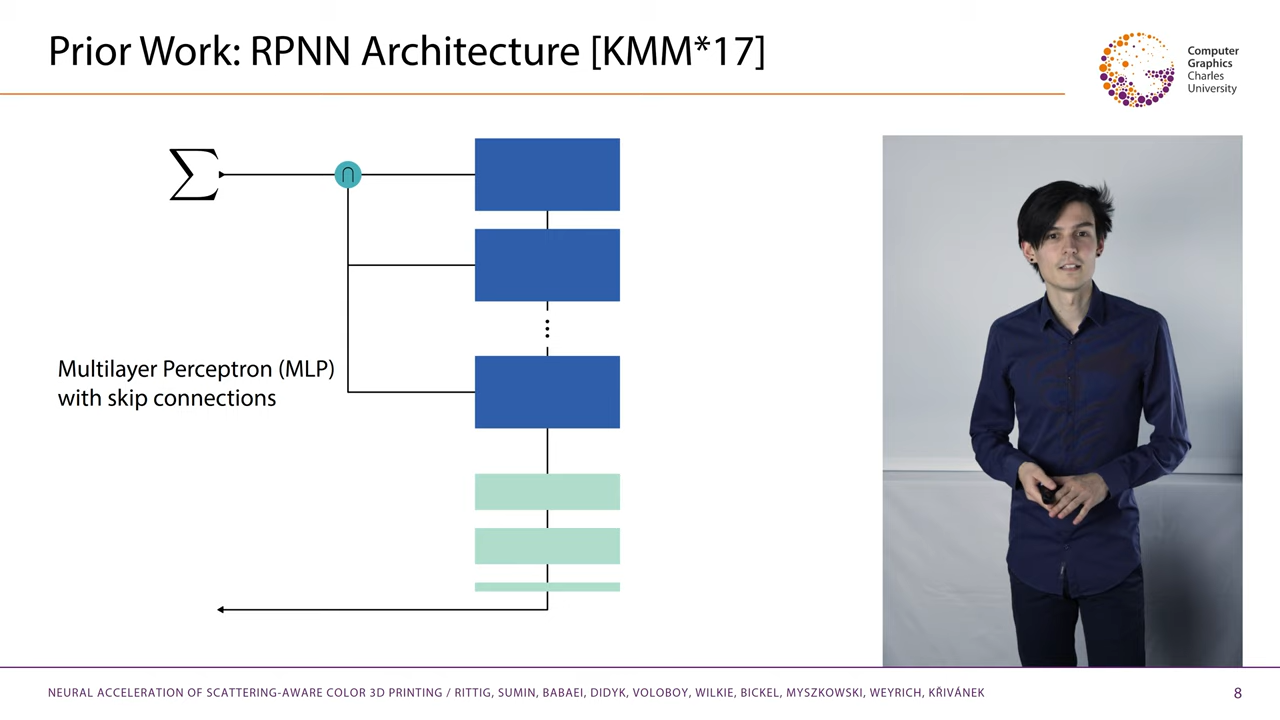 Prior Work: RPNN Architecture [KMM*17]
Computer
Graphics
Charles
University
∑
∩
⋮
Multilayer Perceptron (MLP)
with skip connections
NEURAL ACCELERATION OF SCATTERING-AWARE COLOR 3D PRINTING / RITTIG, SUMIN, BABAEI, DIDYK, VOLOBOY, WILKIE, BICKEL, MYSZKOWSKI, WEYRICH, KŘIVÁNEK
8